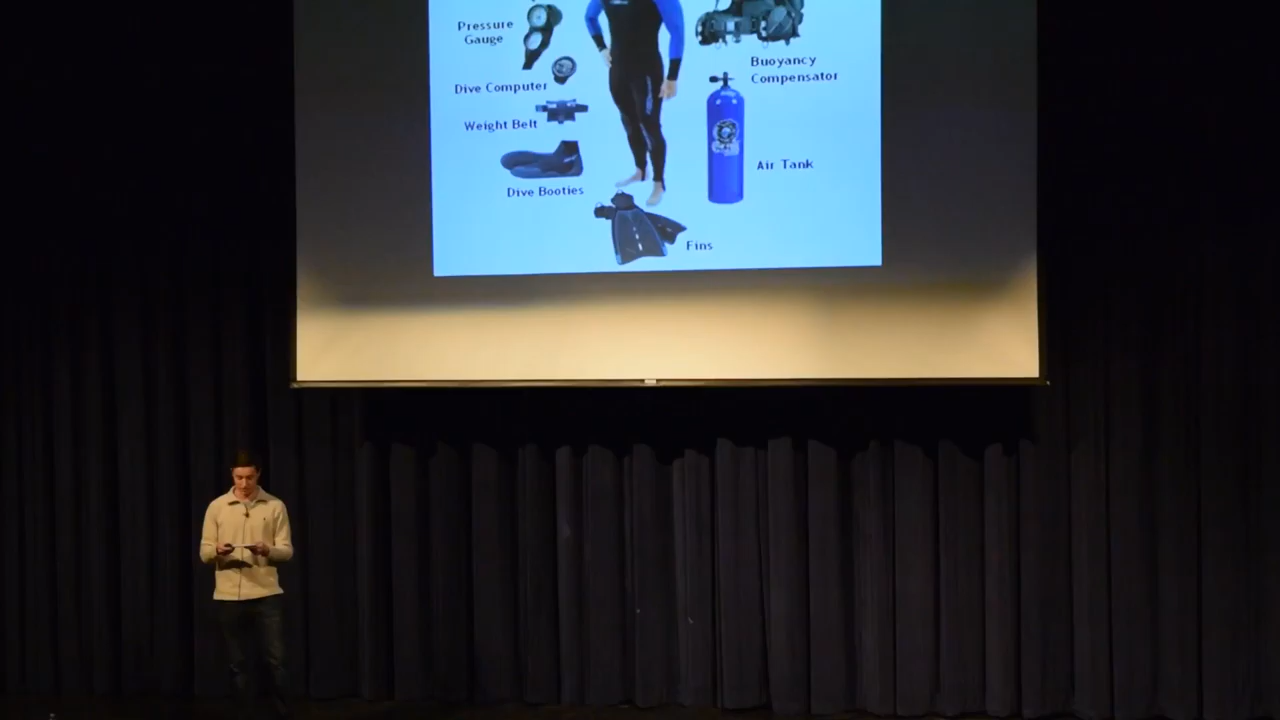 Pressure
Gauge
Dive Computer
Weight Belt
Dive Booties
Buoyancy
Compensator
Air Tank
Fins